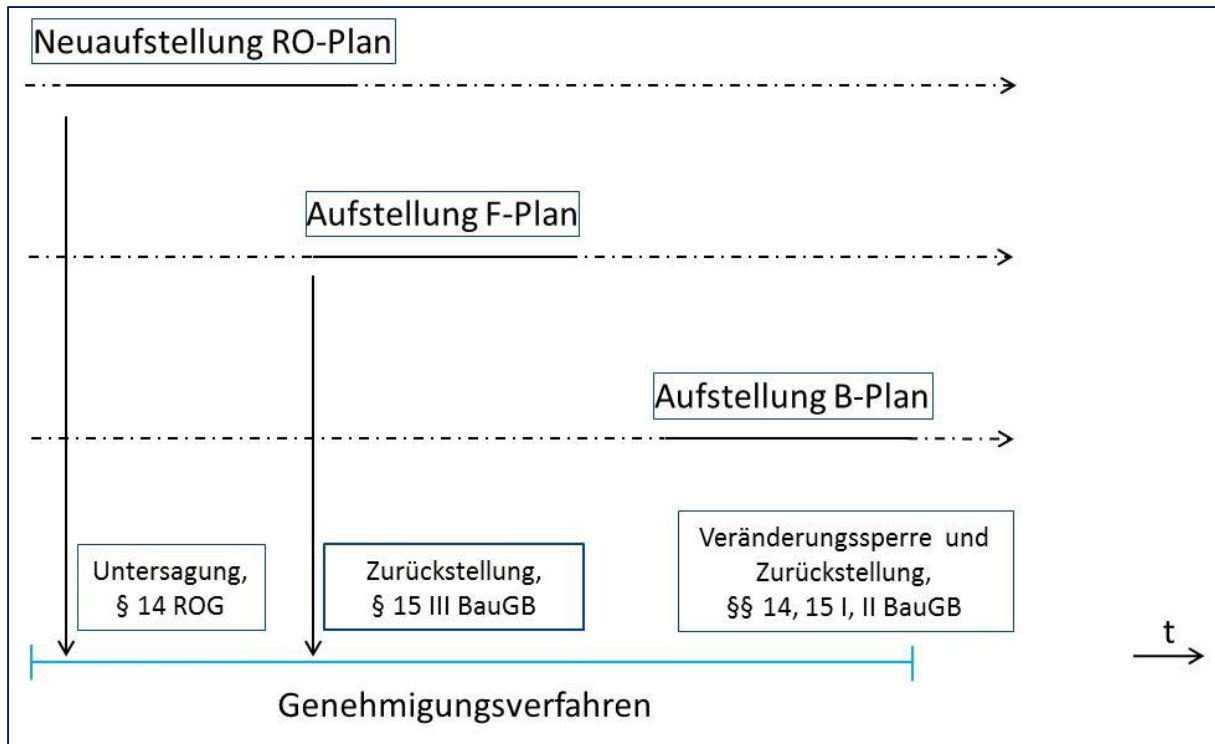 Neuaufstellung RO-Plan
Aufstellung F-Plan
Aufstellung B-Plan
Untersagung,
§ 14 ROG
Zurückstellung,
§ 15 III BauGB
Veränderungssperre und
Zurückstellung,
§§ 14, 15 I, II BauGB
t
Genehmigungsverfahren